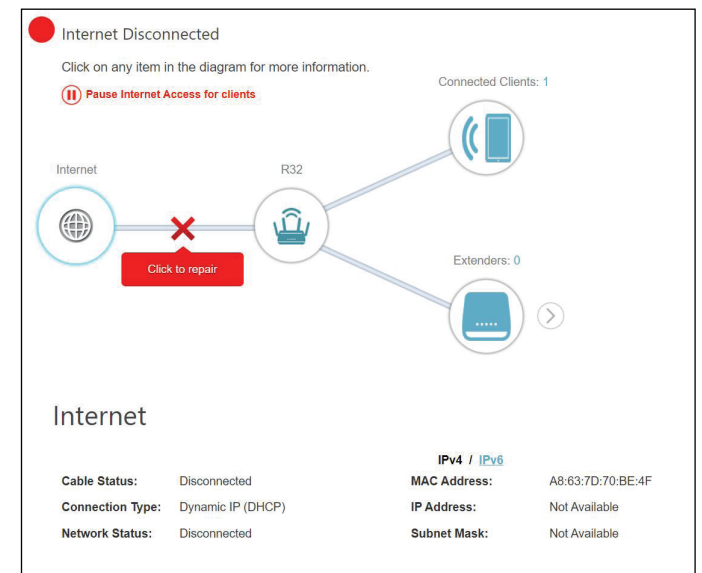 Internet Disconnected
Click on any item in the diagram for more information.
Pause Internet Access for clients
Connected Clients: 1
Internet
R32
Click to repair
Extenders: 0
Internet
IPv4 / IPv6
Cable Status: Disconnected MAC Address: A8:63:7D:70:BE:4F
Connection Type: Dynamic IP (DHCP) IP Address: Not Available
Network Status: Disconnected Subnet Mask: Not Available